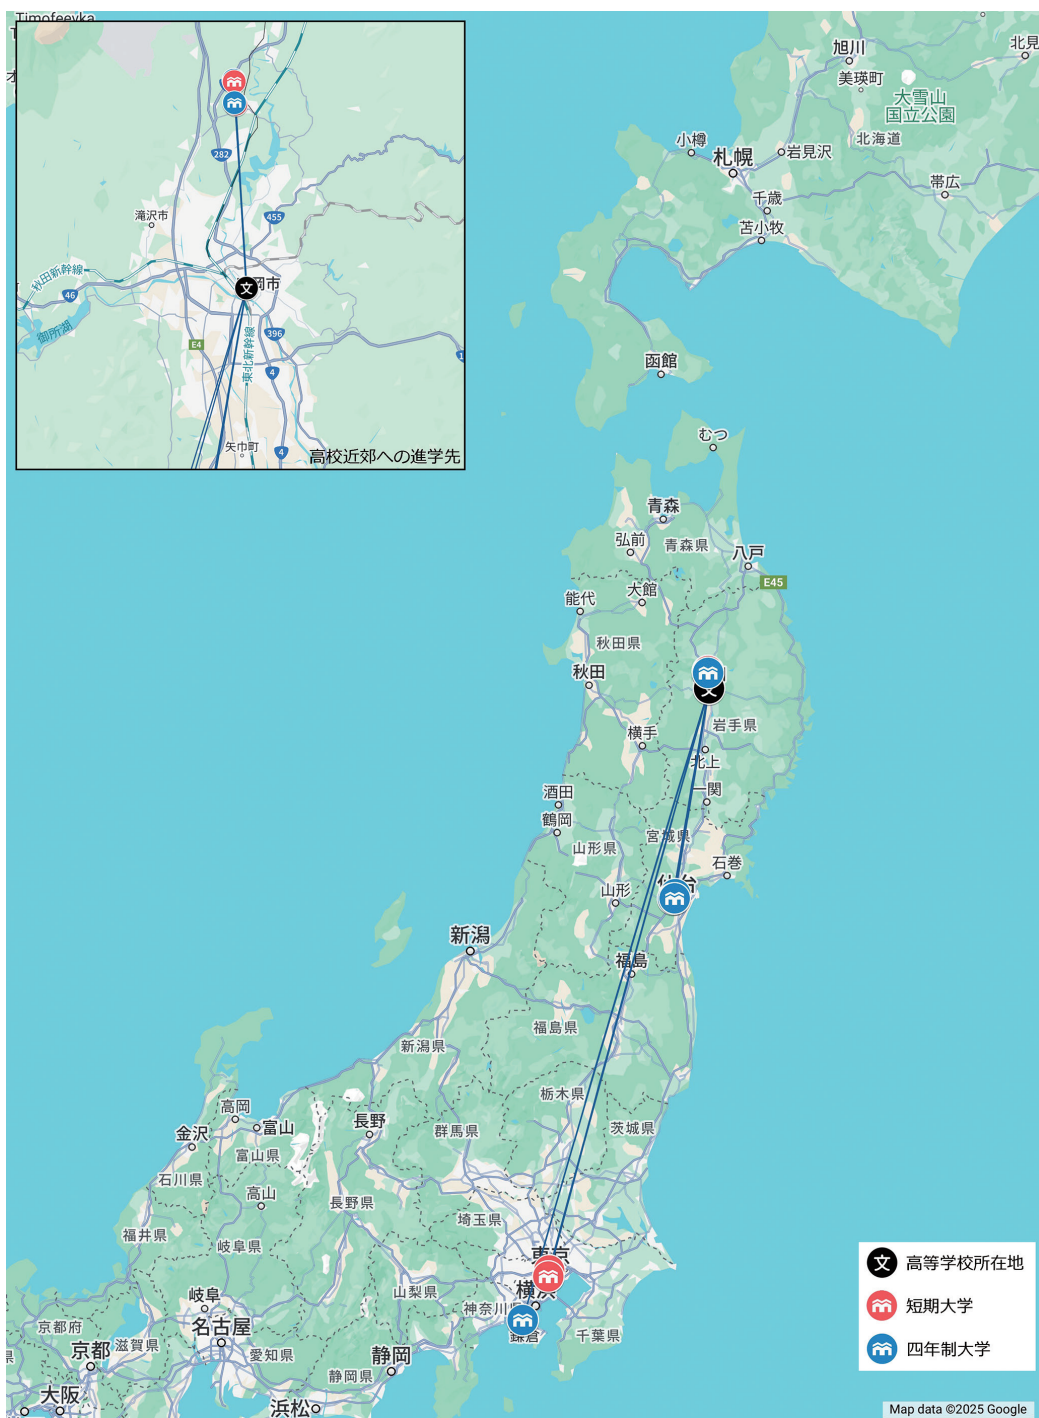 Timofeevka
282
滝沢市
455
秋田新幹線
46
文
岡市
御所湖
396
E4
東北新幹線
4
矢巾町
4
高校近郊への進学先
旭川
北見
美瑛町
大雪山
国立公園
小樽
札幌
岩見沢
北海道
千歳
帯広
苫小牧
函館
むつ
青森
弘前
青森県
八戸
E45
大館
能代
秋田県
秋田
文
岩手県
横手
北上
一関
酒田
鶴岡
宮城県
山形県
石巻
仙台
山形
新潟
福島
福島県
新潟県
栃木県
高岡
長野
群馬県
茨城県
金沢
富山
富山県
石川県
高山
長野県
埼玉県
福井県
岐阜県
東京
横浜
文 高等学校所在地
岐阜
山梨県
神奈川県
短期大学
京都府
名古屋
鎌倉
千葉県
滋賀県
京都
愛知県
静岡
四年制大学
静岡県
大阪
浜松
Map data ©2025 Google